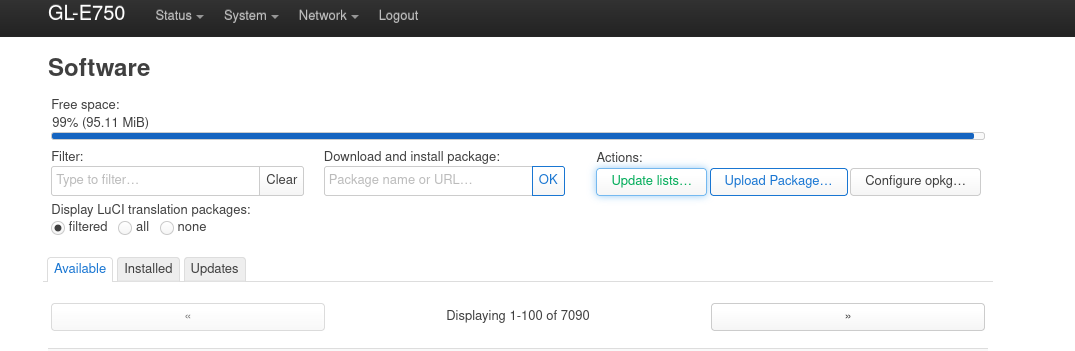 GL-E750 Status System Network Logout
Software
Free space:
99% (95.11 MiB)
Filter: Download and install package: Actions:
Type to filter… Clear Package name or URL… OK Update lists… Upload Package… Configure opkg…
Display LuCI translation packages:
filtered all none
Available Installed Updates
« Displaying 1-100 of 7090 »